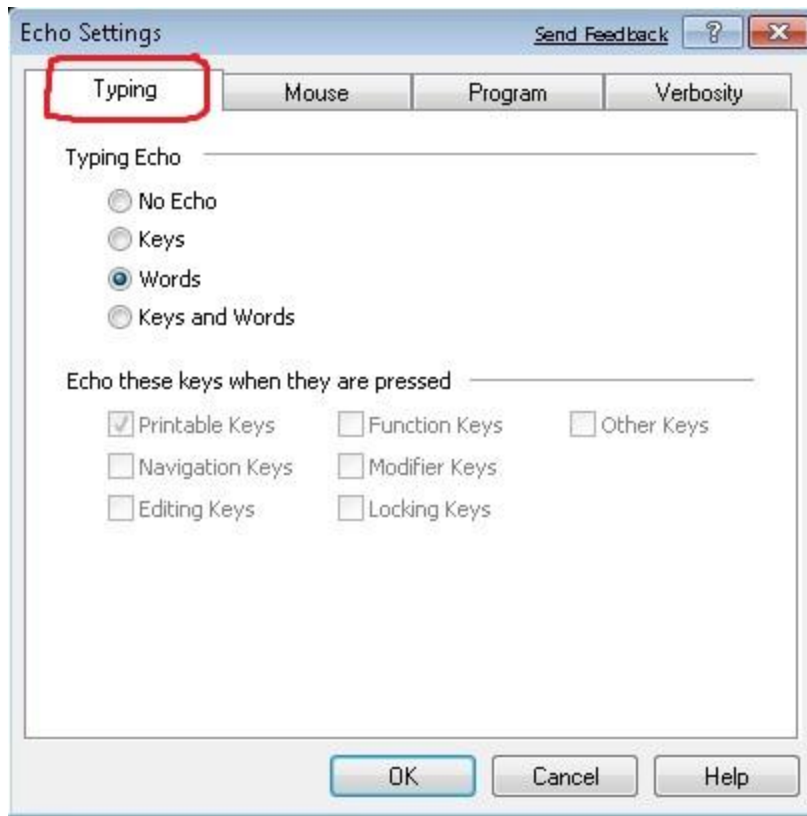 Echo Settings Send Feedback ?
Typing Mouse Program Verbosity
Typing Echo
No Echo
Keys
Words
Keys and Words
Echo these keys when they are pressed
Printable Keys Function Keys Other Keys
Navigation Keys Modifier Keys
Editing Keys Locking Keys
OK Cancel Help